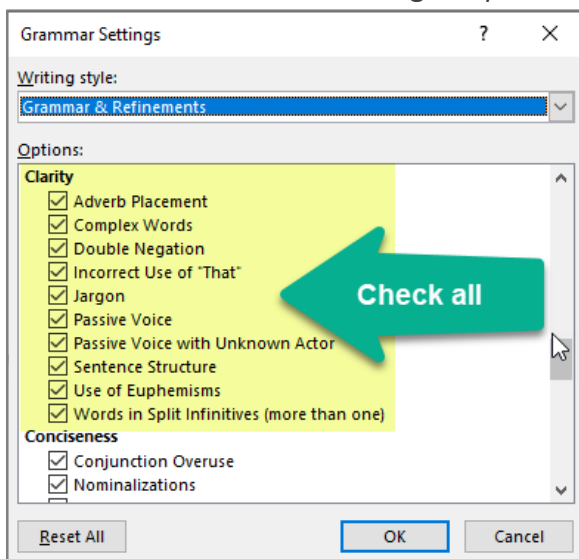 Grammar Settings ? ×
Writing style:
Grammar & Refinements
Options:
Clarity
Adverb Placement
Complex Words
Double Negation
Incorrect Use of "That"
Jargon
Passive Voice
Passive Voice with Unknown Actor
Sentence Structure
Use of Euphemisms
Words in Split Infinitives (more than one)
Check all
Conciseness
Conjunction Overuse
Nominalizations
Reset All OK Cancel